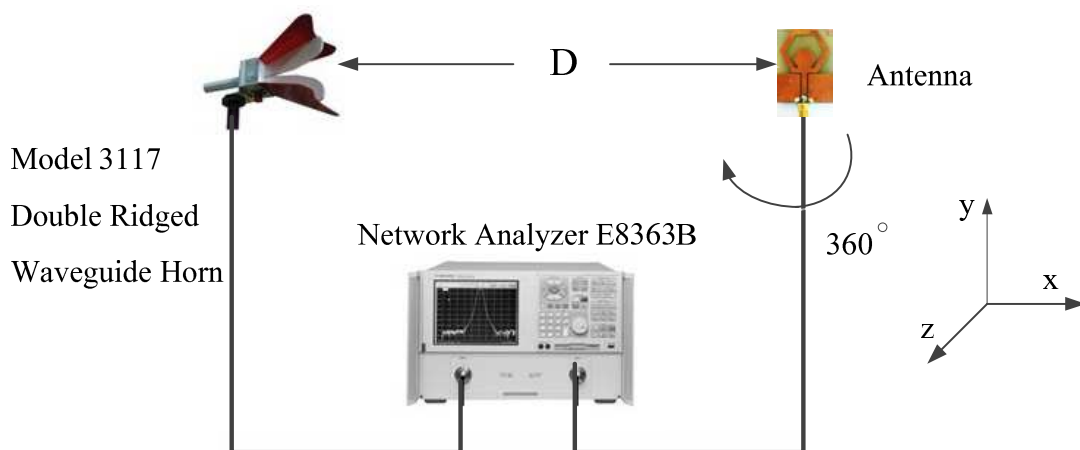 D
Antenna
Model 3117
Double Ridged
Waveguide Horn
Network Analyzer E8363B
360°
y
x
z